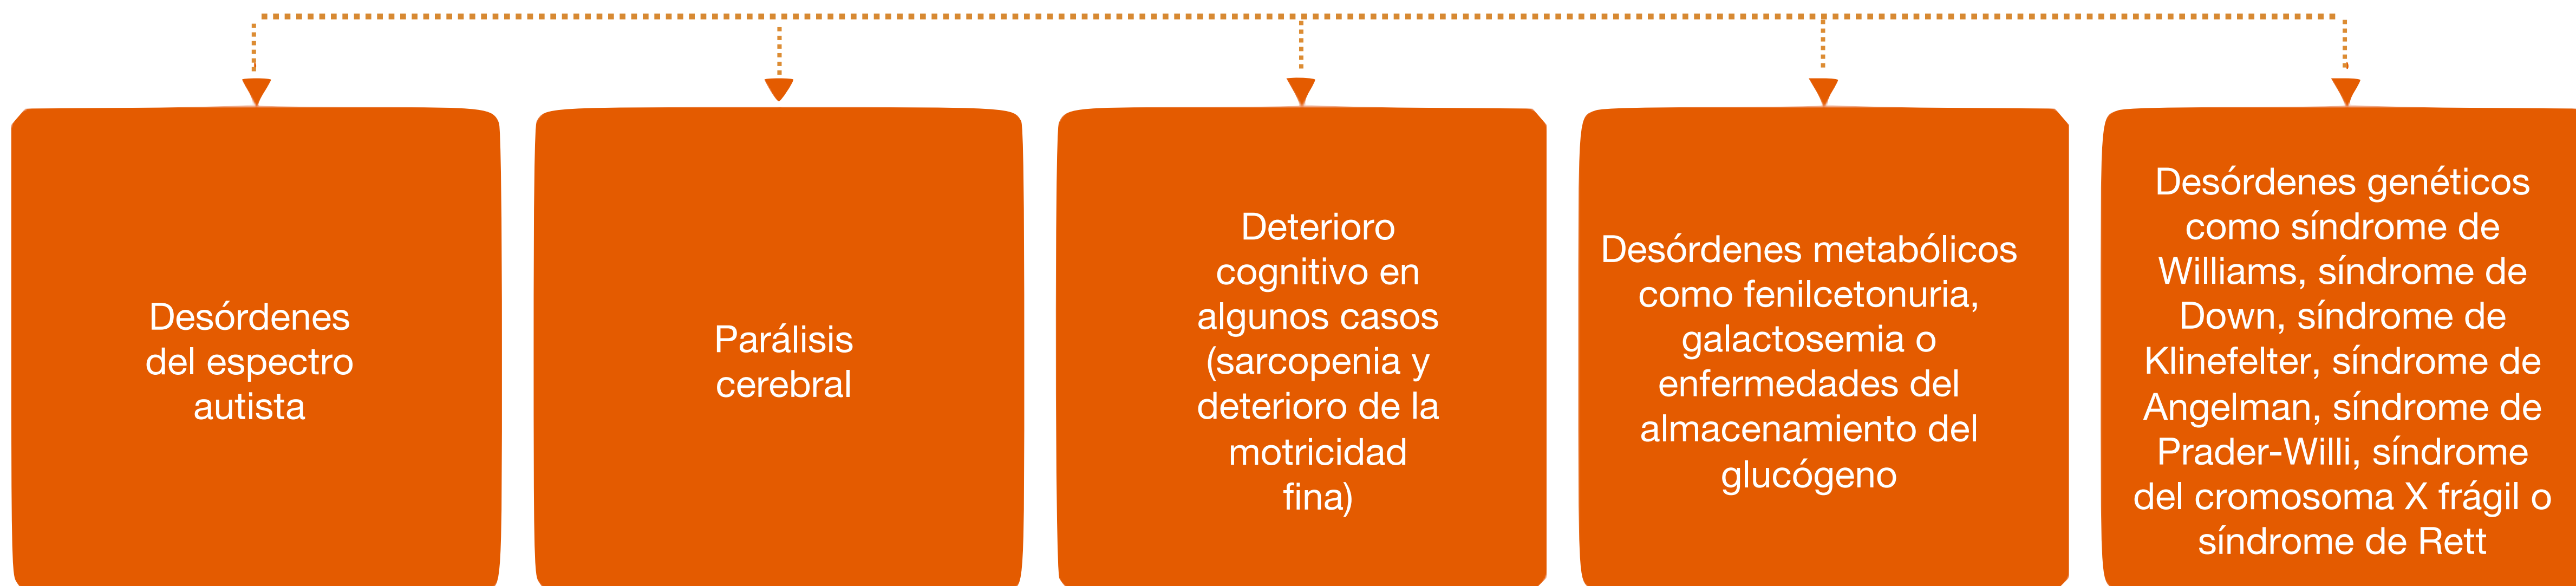 Desórdenes
del espectro
autista
Parálisis
cerebral
Deterioro
cognitivo en
algunos casos
(sarcopenia y
deterioro de la
motricidad
fina)
Desórdenes metabólicos
como fenilcetonuria,
galactosemia o
enfermedades del
almacenamiento del
glucógeno
Desórdenes genéticos
como síndrome de
Williams, síndrome de
Down, síndrome de
Klinefelter, síndrome de
Angelman, síndrome de
Prader-Willi, síndrome
del cromosoma X frágil o
síndrome de Rett